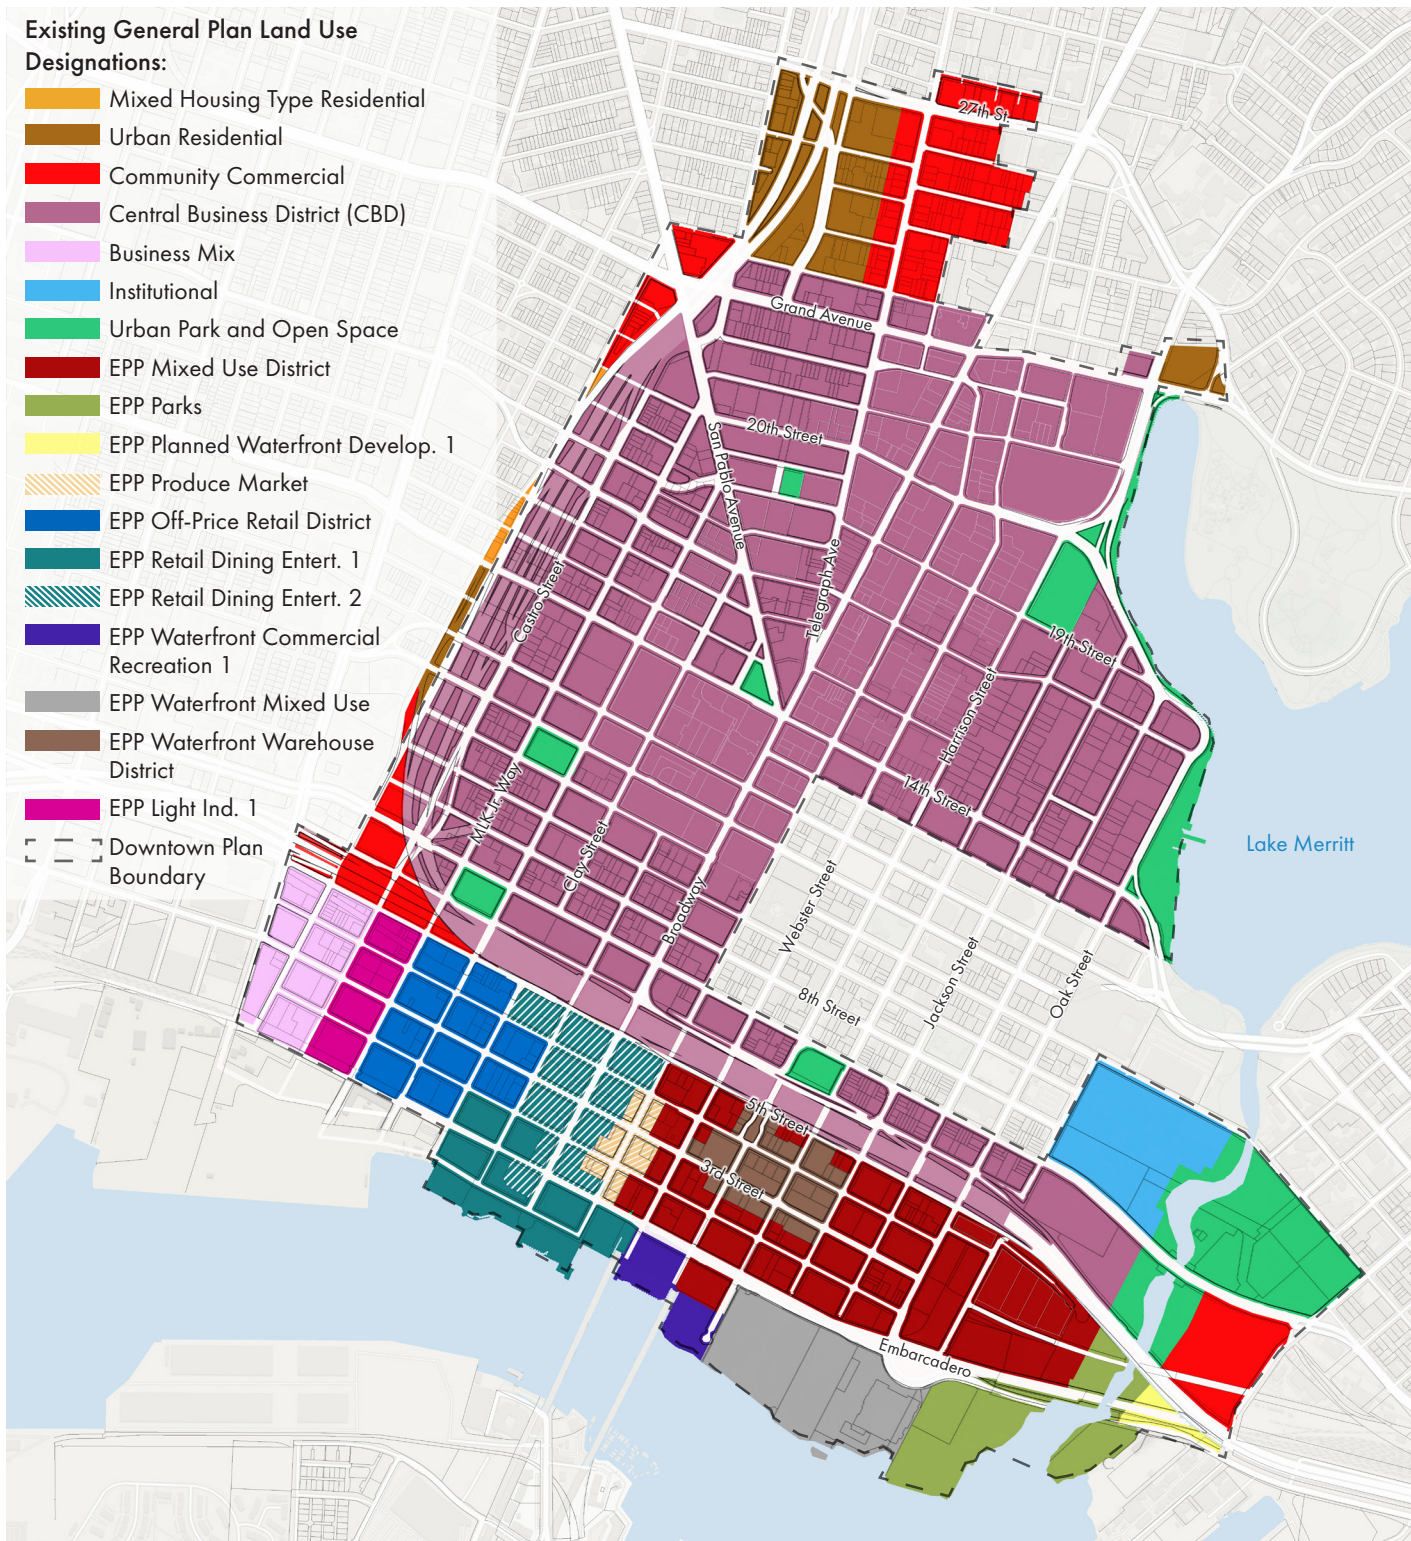 Existing General Plan Land Use
Designations:
Mixed Housing Type Residential
Urban Residential
Community Commercial
Central Business District (CBD)
Business Mix
Institutional
Urban Park and Open Space
EPP Mixed Use District
EPP Parks
EPP Planned Waterfront Develop. 1
EPP Produce Market
EPP Off-Price Retail District
EPP Retail Dining Entert. 1
EPP Retail Dining Entert. 2
EPP Waterfront Commercial
Recreation 1
EPP Waterfront Mixed Use
EPP Waterfront Warehouse
District
EPP Light Ind. 1
Downtown Plan
Boundary
27th St.
Grand Avenue
20th Street
San Pablo Avenue
Telegraph Ave
Castro Street
19th Street
Harrison Street
14th Street
MLK Jr. Way
Clay Street
Broadway
Webster Street
Lake Merritt
8th Street
Jackson Street
Oak Street
5th Street
3rd Street
Embarcadero